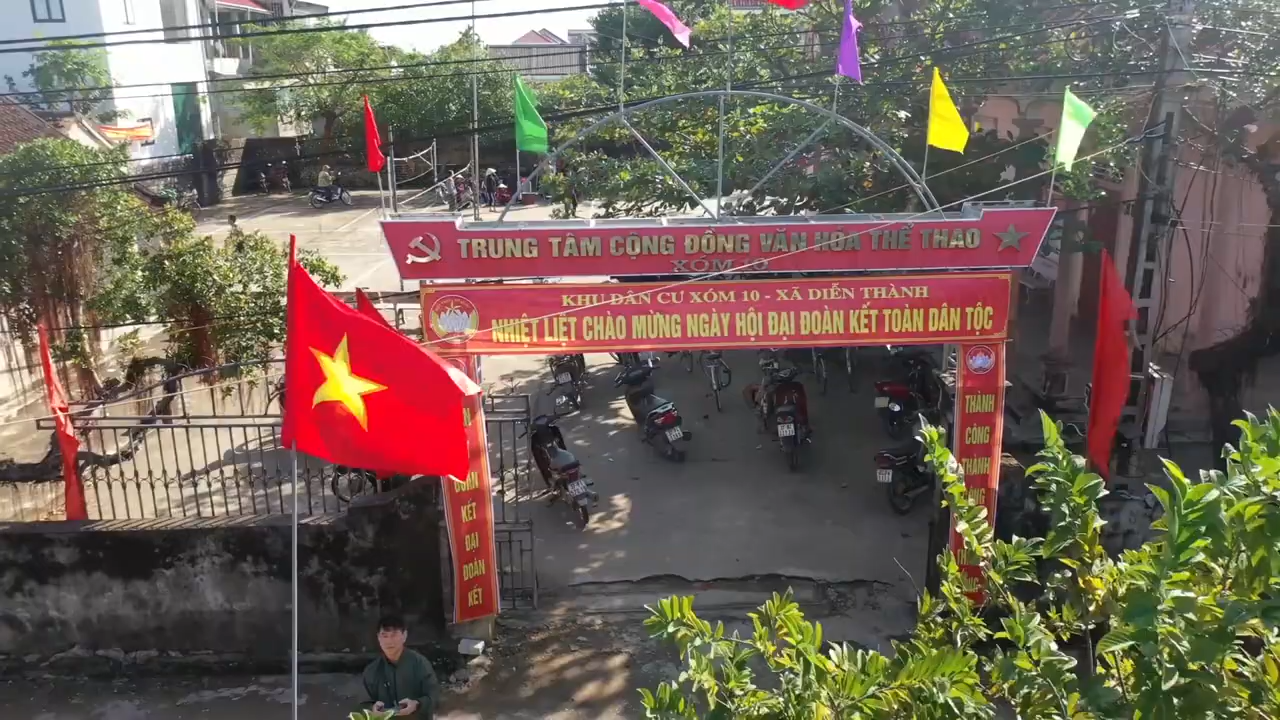 TRUNG TÂM CỘNG ĐỒNG VĂN HÓA THỂ THAO
XÓM 10
KHU DÂN CƯ XÓM 10 - XÃ DIỄN THÀNH
NHIỆT LIỆT CHÀO MỪNG NGÀY HỘI ĐẠI ĐOÀN KẾT TOÀN DÂN TỘC
ĐOÀN
KẾT
ĐẠI
ĐOÀN
KẾT
THÀNH
CÔNG
THÀNH